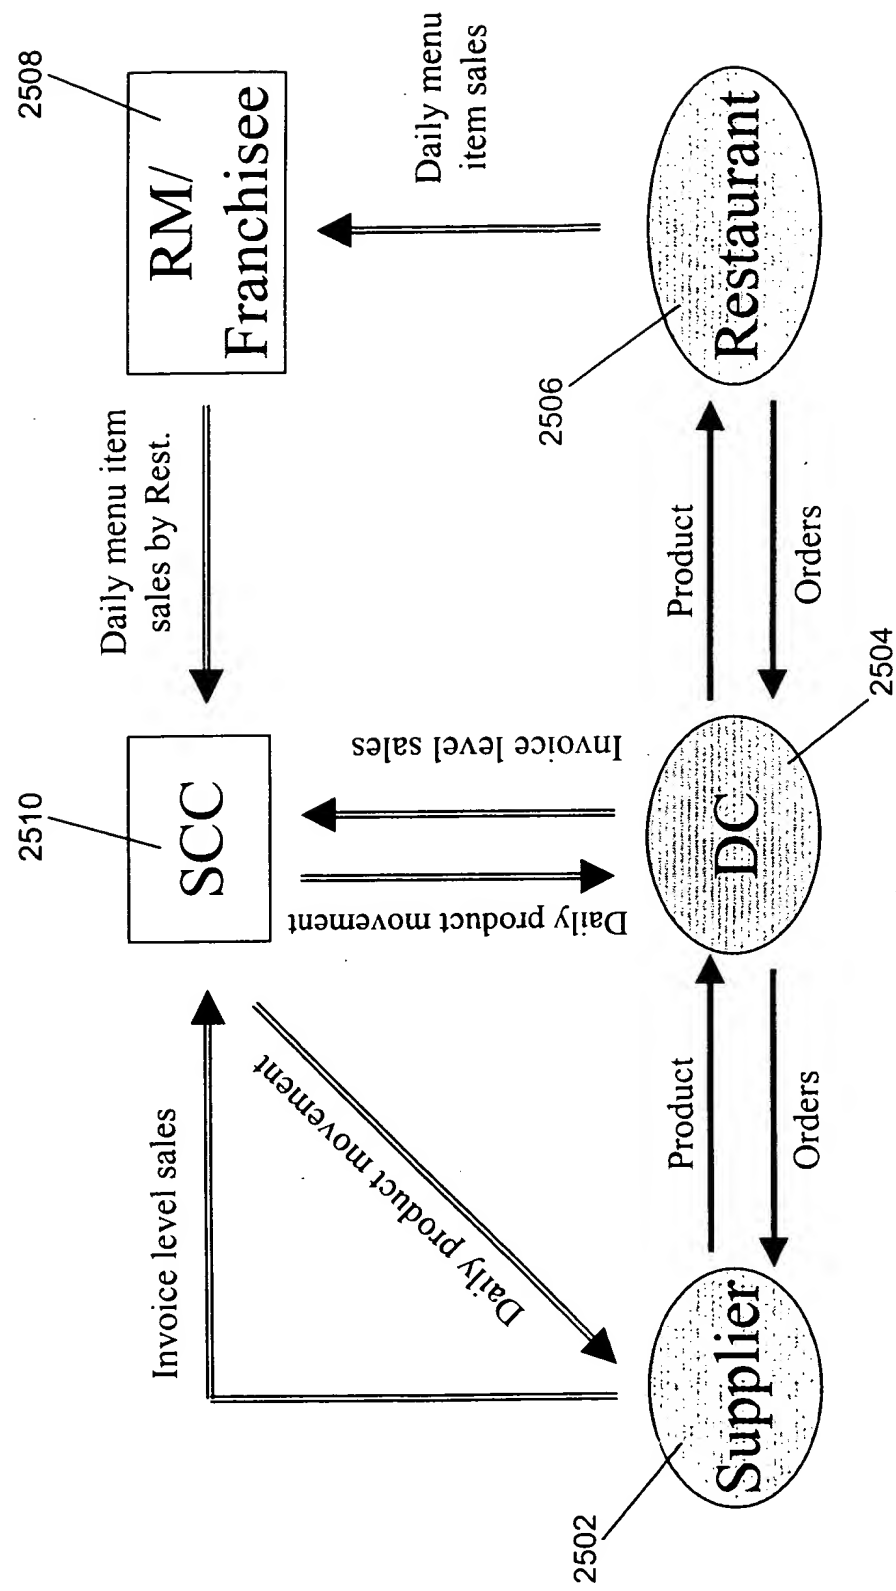 2510
2508
SCC
RM/
Franchisee
Daily menu item
sales by Rest.
Invoice level sales
Daily product movement
Daily product movement
Invoice level sales
Daily menu
item sales
2502
Supplier
Product
Orders
DC
2504
Product
Orders
2506
Restaurant